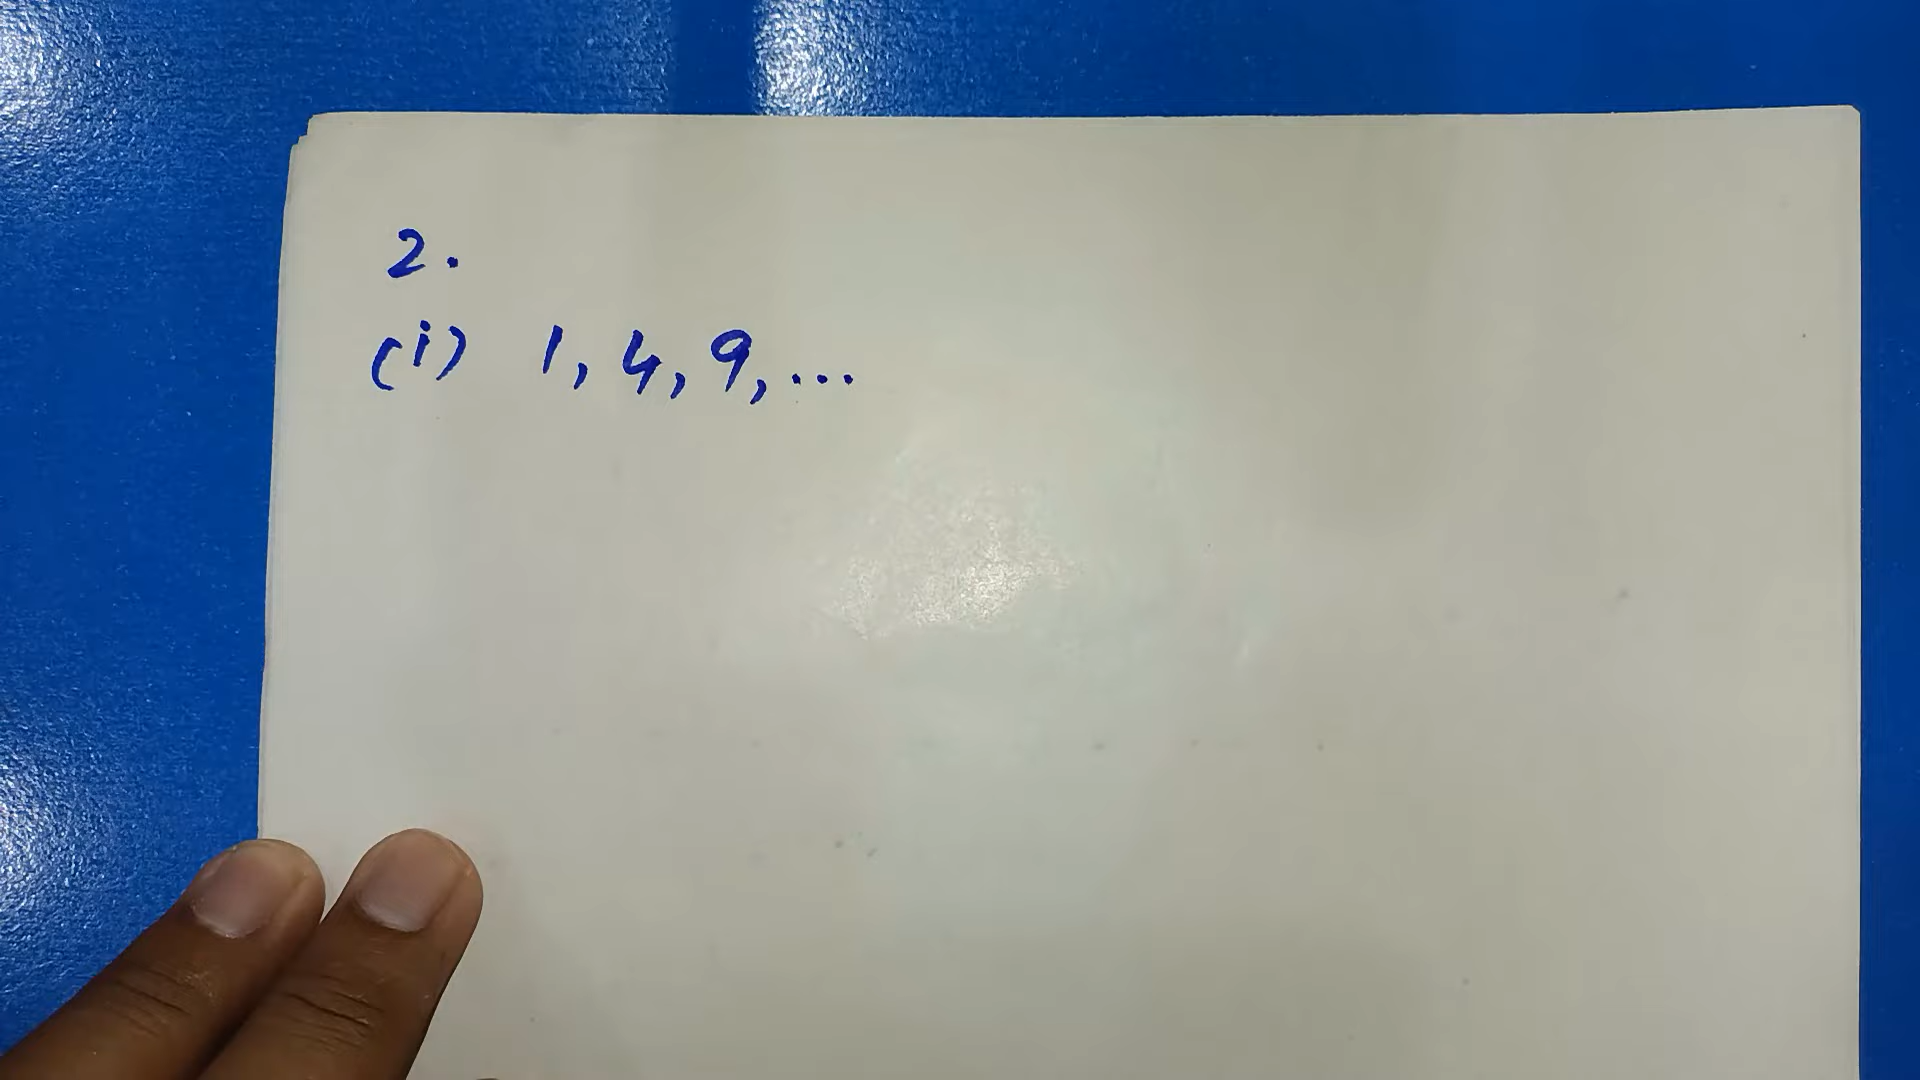 2.
(i) 1, 4, 9, ...